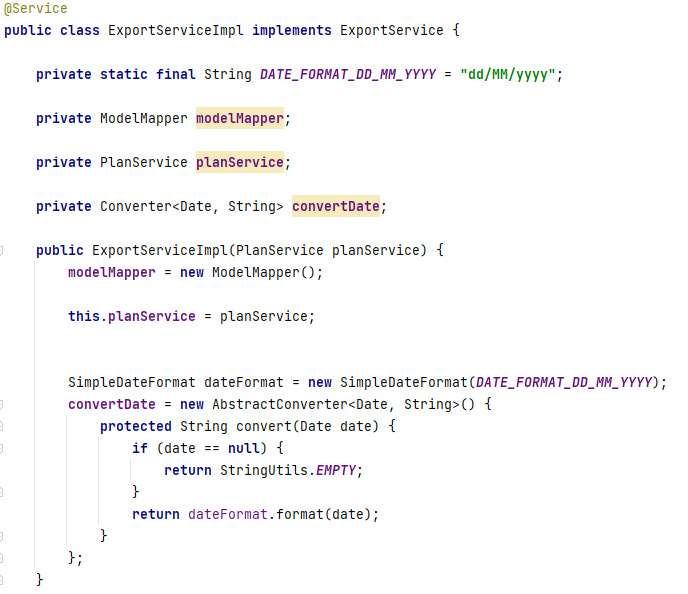 @Service
public class ExportServiceImpl implements ExportService {
private static final String DATE_FORMAT_DD_MM_YYYY = "dd/MM/yyyy";
private ModelMapper modelMapper;
private PlanService planService;
private Converter<Date, String> convertDate;
public ExportServiceImpl(PlanService planService) {
modelMapper = new ModelMapper();
this.planService = planService;
SimpleDateFormat dateFormat = new SimpleDateFormat(DATE_FORMAT_DD_MM_YYYY);
convertDate = new AbstractConverter<Date, String>() {
protected String convert(Date date) {
if (date == null) {
return StringUtils.EMPTY;
}
return dateFormat.format(date);
}
};
}